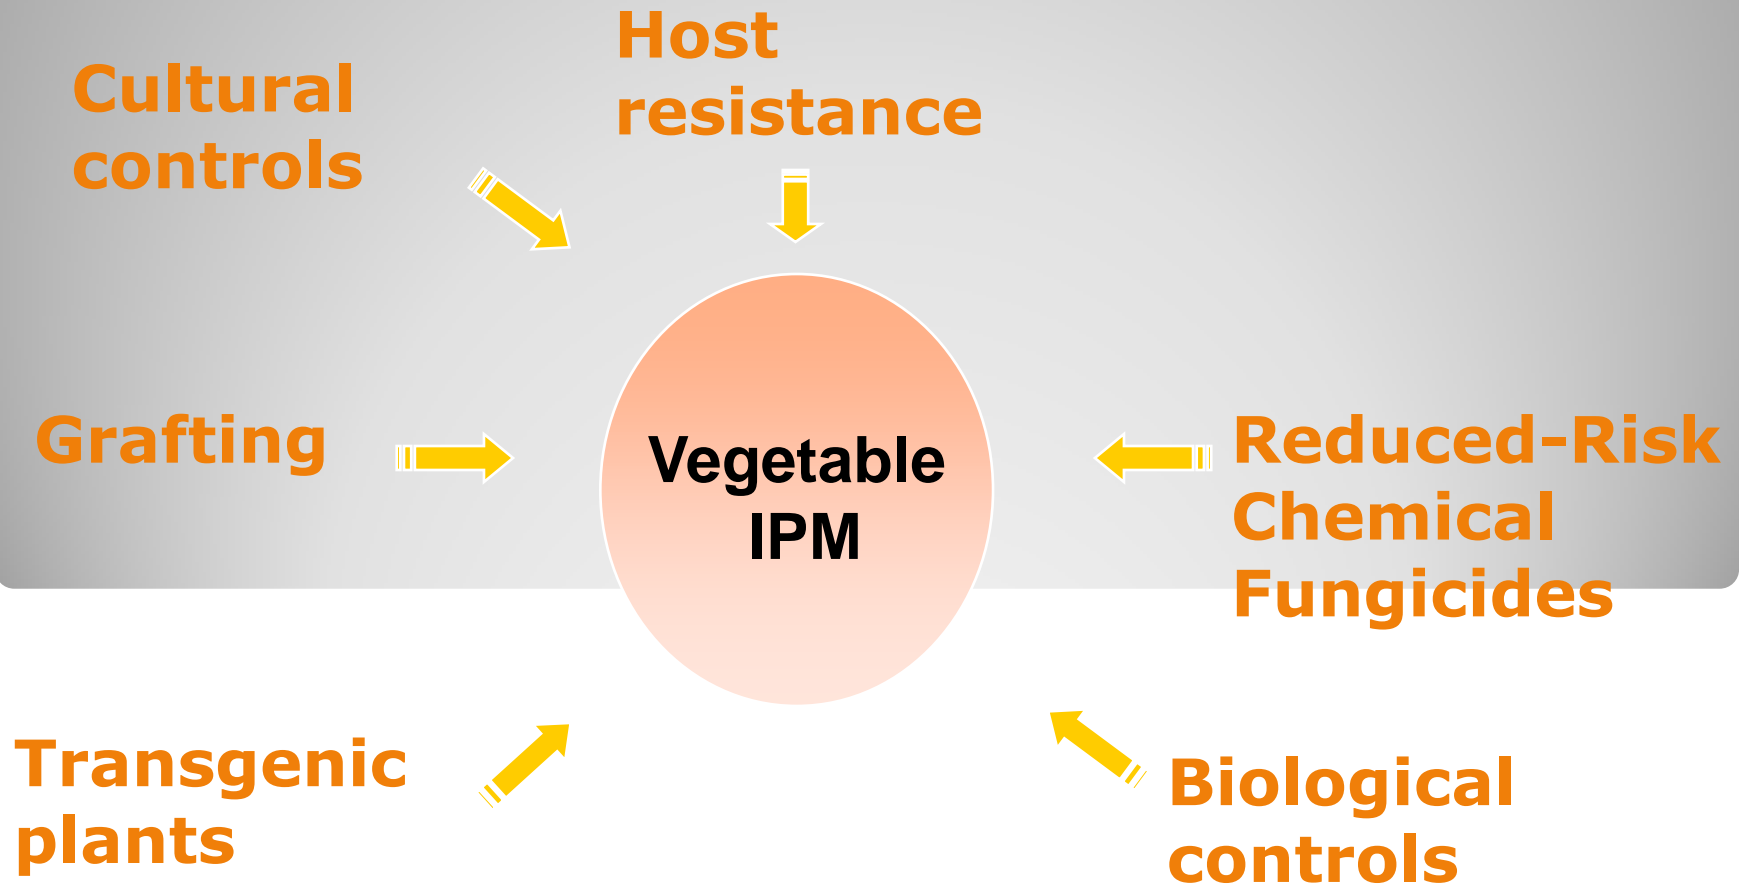 Host
resistance
Cultural
controls
Grafting
Vegetable
IPM
Reduced-Risk
Chemical
Fungicides
Transgenic
plants
Biological
controls